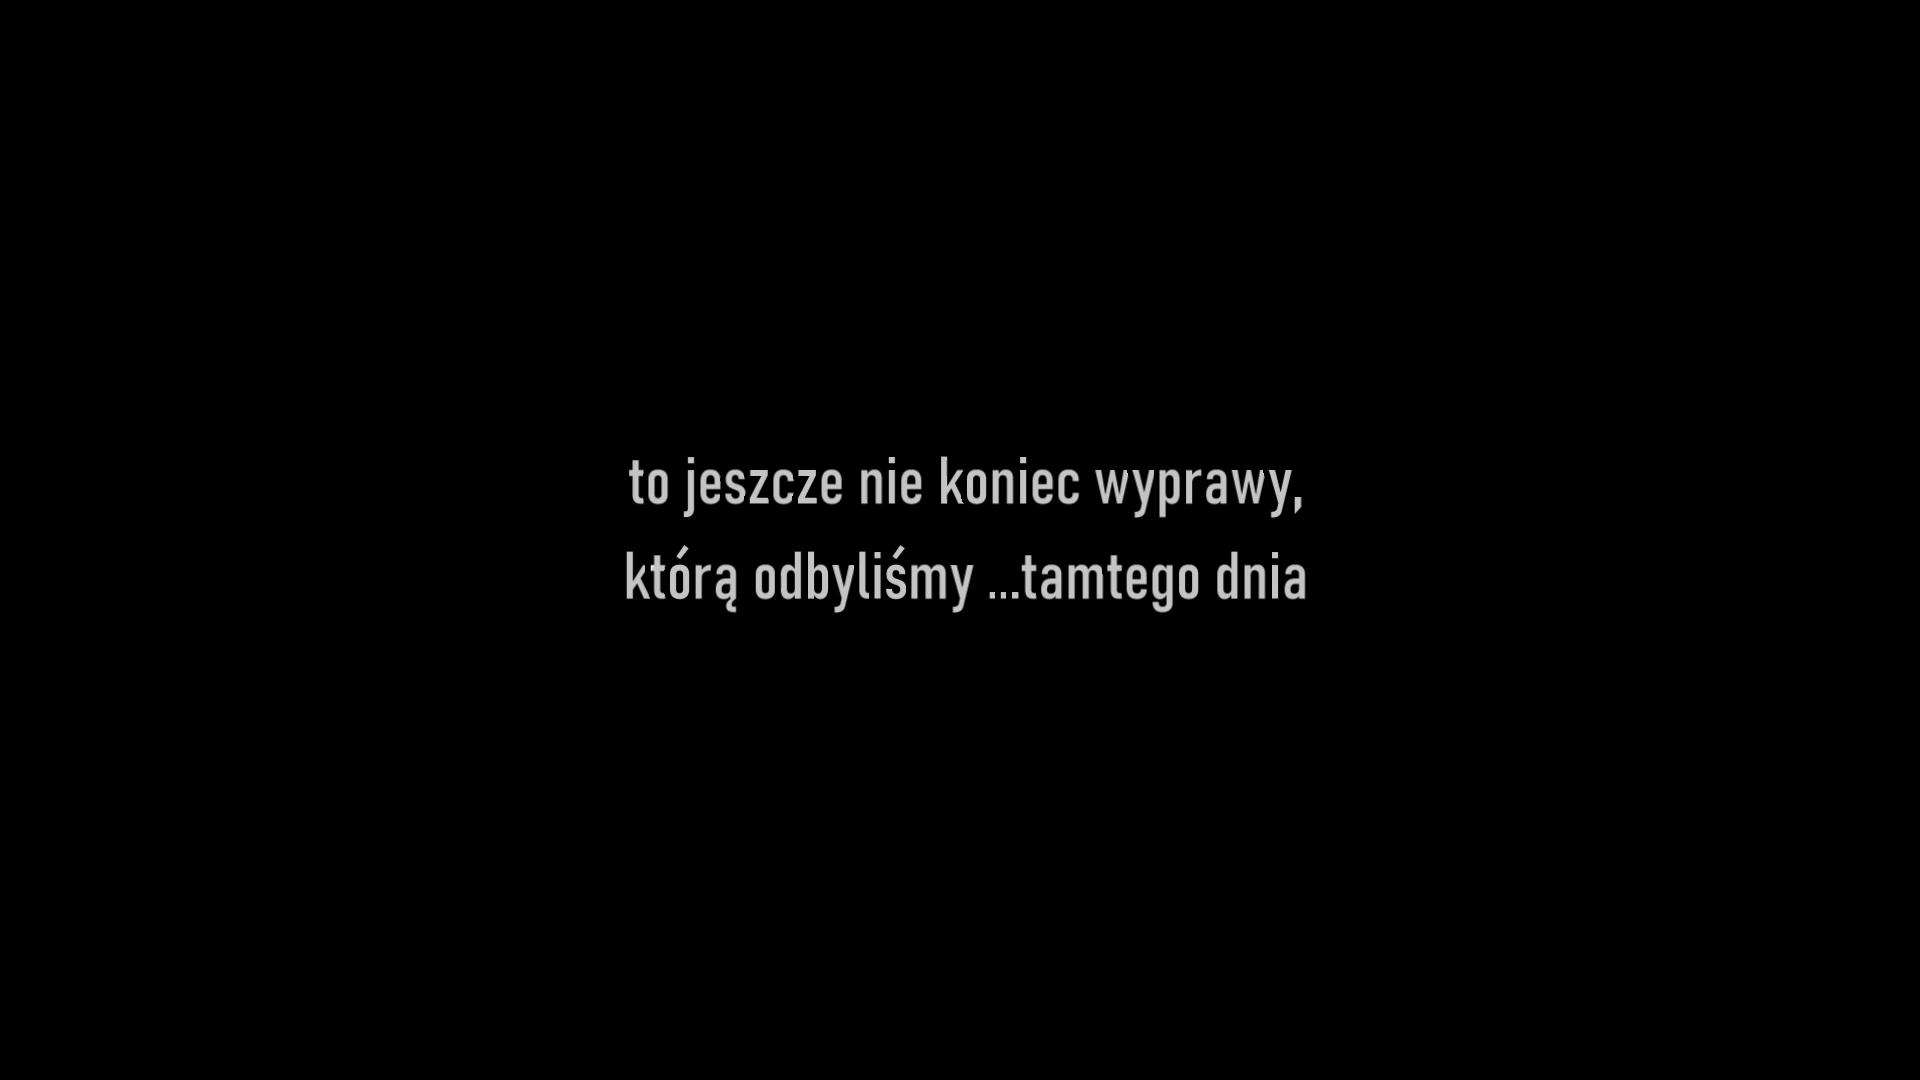 to jeszcze nie koniec wyprawy,
którą odbyliśmy ...tamtego dnia